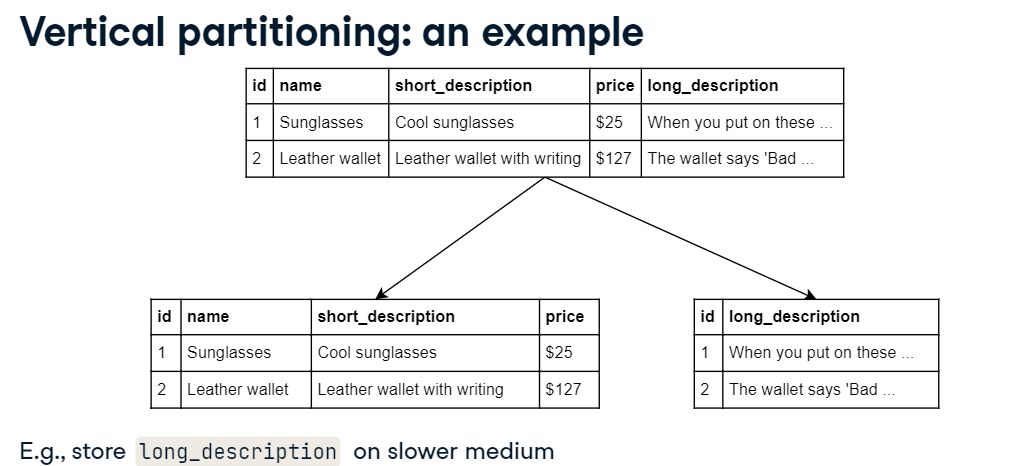 Vertical partitioning: an example
id name short_description price long_description
1 Sunglasses Cool sunglasses $25 When you put on these ...
2 Leather wallet Leather wallet with writing $127 The wallet says 'Bad ...
id name short_description price
1 Sunglasses Cool sunglasses $25
2 Leather wallet Leather wallet with writing $127
id long_description
1 When you put on these ...
2 The wallet says 'Bad ...
E.g., store long_description on slower medium